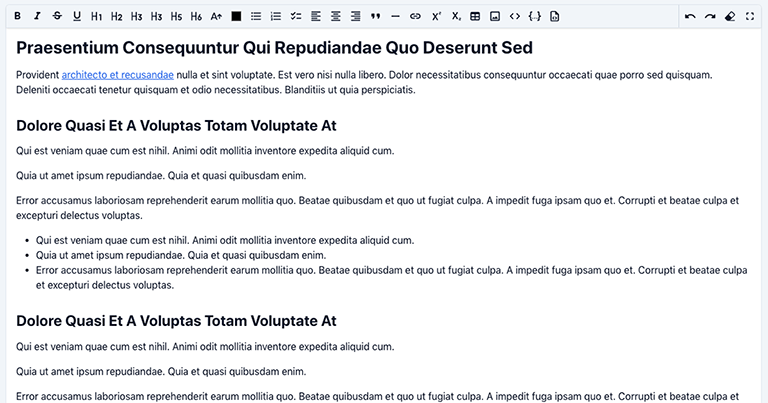 B I S U H1 H2 H3 H3 H5 H6 A
Praesentium Consequuntur Qui Repudiandae Quo Deserunt Sed
Provident architecto et recusandae nulla et sint voluptate. Est vero nisi nulla libero. Dolor necessitatibus consequuntur occaecati quae porro sed quisquam.
Deleniti occaecati tenetur quisquam et odio necessitatibus. Blanditiis ut quia perspiciatis.
Dolore Quasi Et A Voluptas Totam Voluptate At
Qui est veniam quae cum est nihil. Animi odit mollitia inventore expedita aliquid cum.
Quia ut amet ipsum repudiandae. Quia et quasi quibusdam enim.
Error accusamus laboriosam reprehenderit earum mollitia quo. Beatae quibusdam et quo ut fugiat culpa. A impedit fuga ipsam quo et. Corrupti et beatae culpa et
excepturi delectus voluptas.
• Qui est veniam quae cum est nihil. Animi odit mollitia inventore expedita aliquid cum.
• Quia ut amet ipsum repudiandae. Quia et quasi quibusdam enim.
• Error accusamus laboriosam reprehenderit earum mollitia quo. Beatae quibusdam et quo ut fugiat culpa. A impedit fuga ipsam quo et. Corrupti et beatae culpa
et excepturi delectus voluptas.
Dolore Quasi Et A Voluptas Totam Voluptate At
Qui est veniam quae cum est nihil. Animi odit mollitia inventore expedita aliquid cum.
Quia ut amet ipsum repudiandae. Quia et quasi quibusdam enim.
Error accusamus laboriosam reprehenderit earum mollitia quo. Beatae quibusdam et quo ut fugiat culpa. A impedit fuga ipsam quo et. Corrupti et beatae culpa et